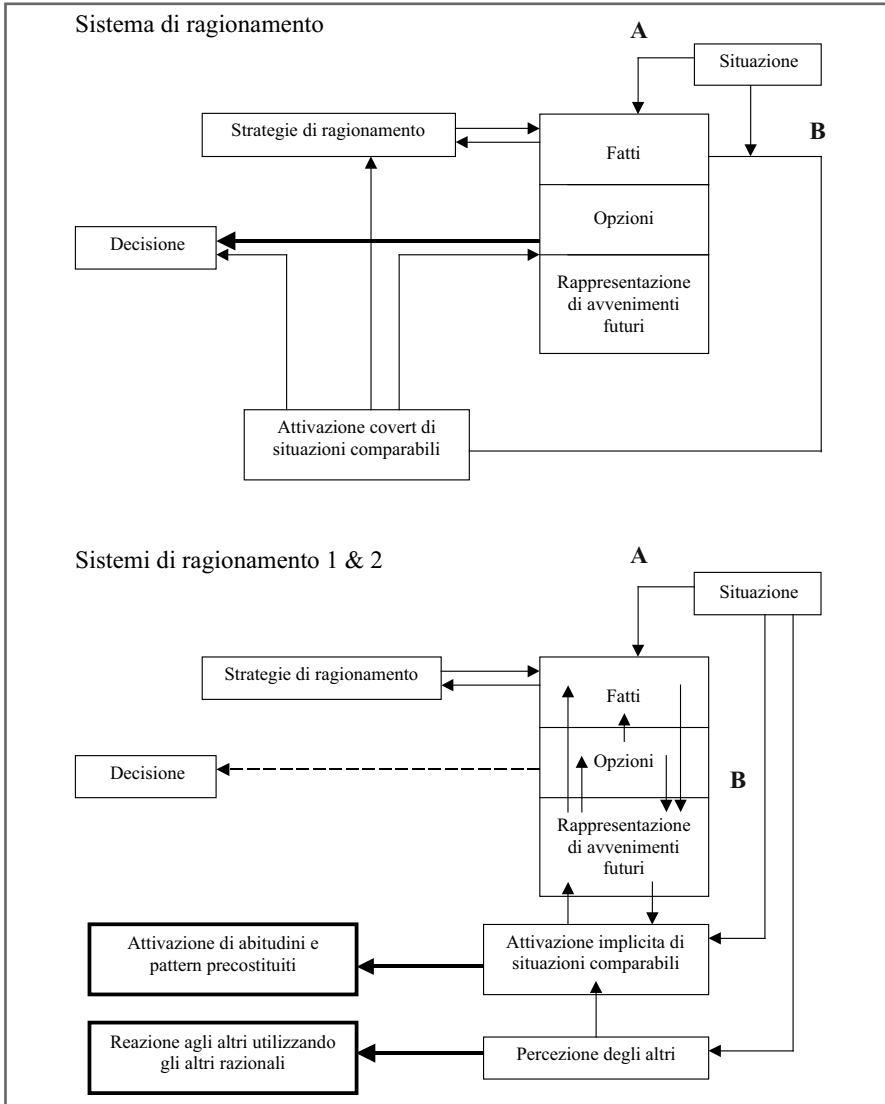 Sistema di ragionamento
A
Situazione
Strategie di ragionamento
B
Fatti
Opzioni
Decisione
Rappresentazione
di avvenimenti
futuri
Attivazione covert di
situazioni comparabili
Sistemi di ragionamento 1 & 2
A
Situazione
Strategie di ragionamento
Fatti
Opzioni
Decisione
B
Rappresentazione
di avvenimenti
futuri
Attivazione di abitudini e
pattern precostituiti
Attivazione implicita di
situazioni comparabili
Reazione agli altri utilizzando
gli altri razionali
Percezione degli altri